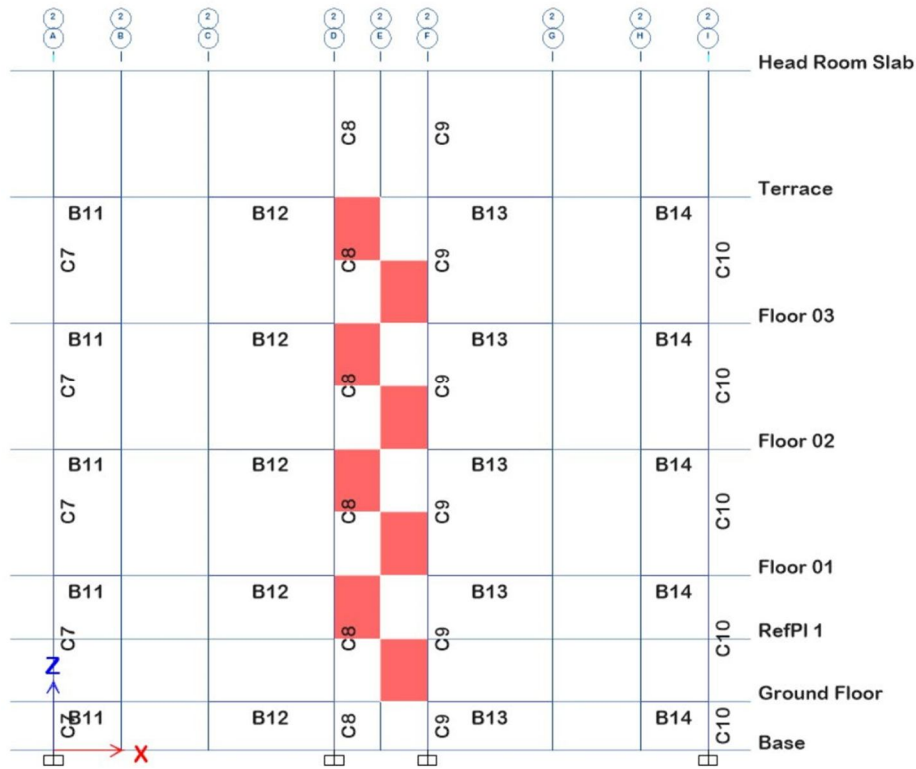 2 2 2 2 2 2 2 2 2
A B C D E F G H I
Head Room Slab
C8 C9
Terrace
B11 B12 B13 B14
C7 C8 C9 C10
Floor 03
B11 B12 B13 B14
C7 C8 C9 C10
Floor 02
B11 B12 B13 B14
C7 C8 C9 C10
Floor 01
B11 B12 B13 B14
RefPl 1
C7 C8 C9 C10
Z
Ground Floor
B11 B12 B13 B14
C7 C8 C9 C10
Base
X